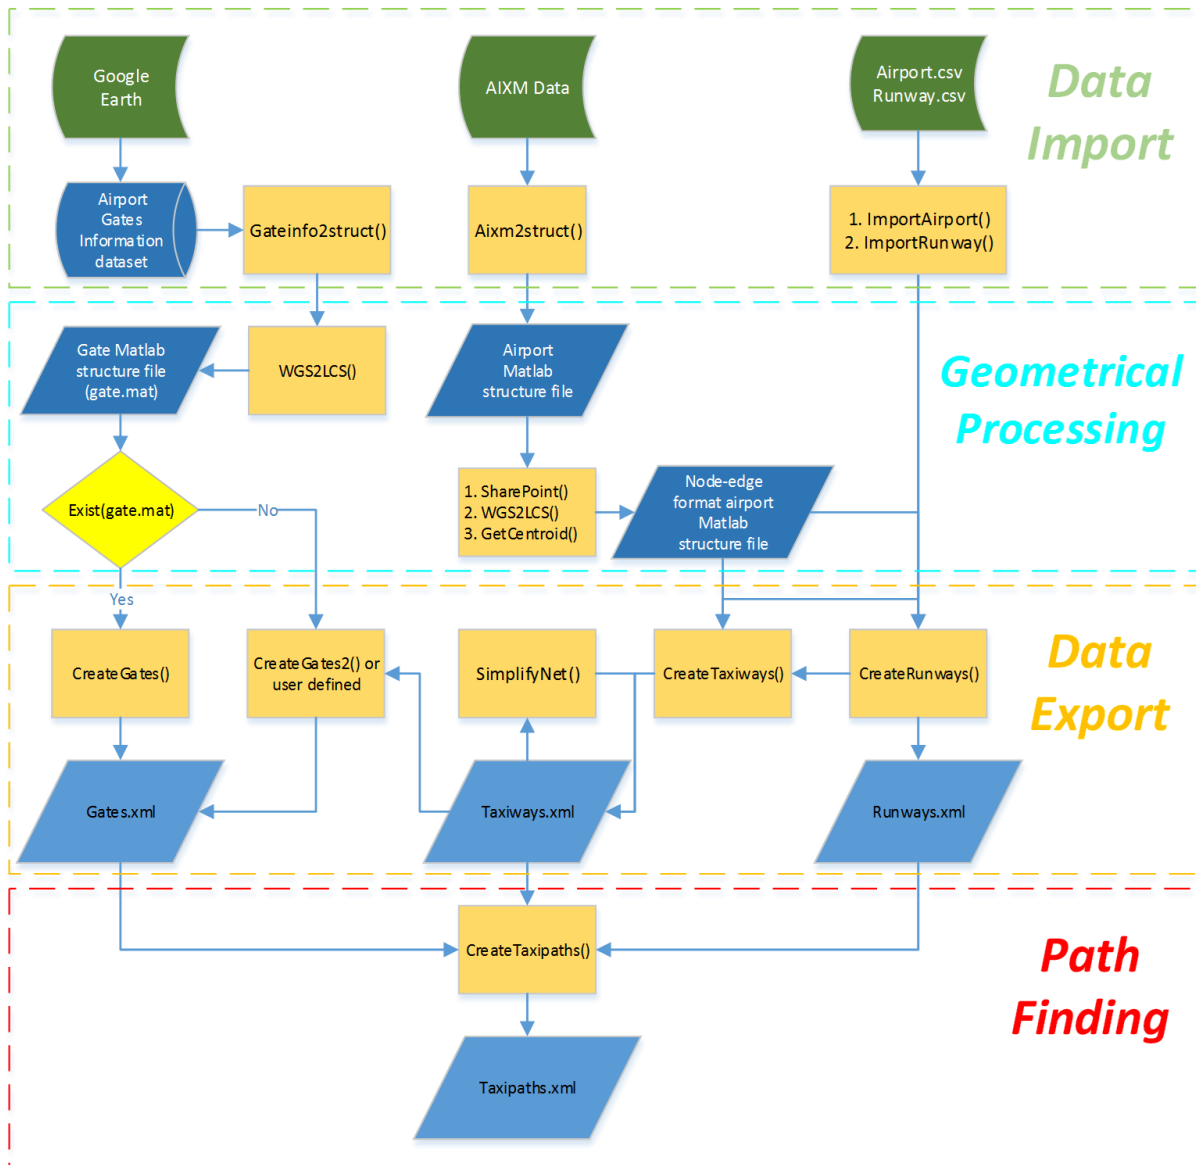 Google
Earth
AIXM Data
Airport.csv
Runway.csv
Data
Import
Airport
Gates
Information
dataset
Gateinfo2struct()
Aixm2struct()
1. ImportAirport()
2. ImportRunway()
Gate Matlab
structure file
(gate.mat)
WGS2LCS()
Airport
Matlab
structure file
Geometrical
Processing
Exist(gate.mat)
No
1. SharePoint()
2. WGS2LCS()
3. GetCentroid()
Node-edge
format airport
Matlab
structure file
Yes
CreateGates()
CreateGates2() or
user defined
SimplifyNet()
CreateTaxiways()
CreateRunways()
Data
Export
Gates.xml
Taxiways.xml
Runways.xml
CreateTaxipaths()
Path
Finding
Taxipaths.xml